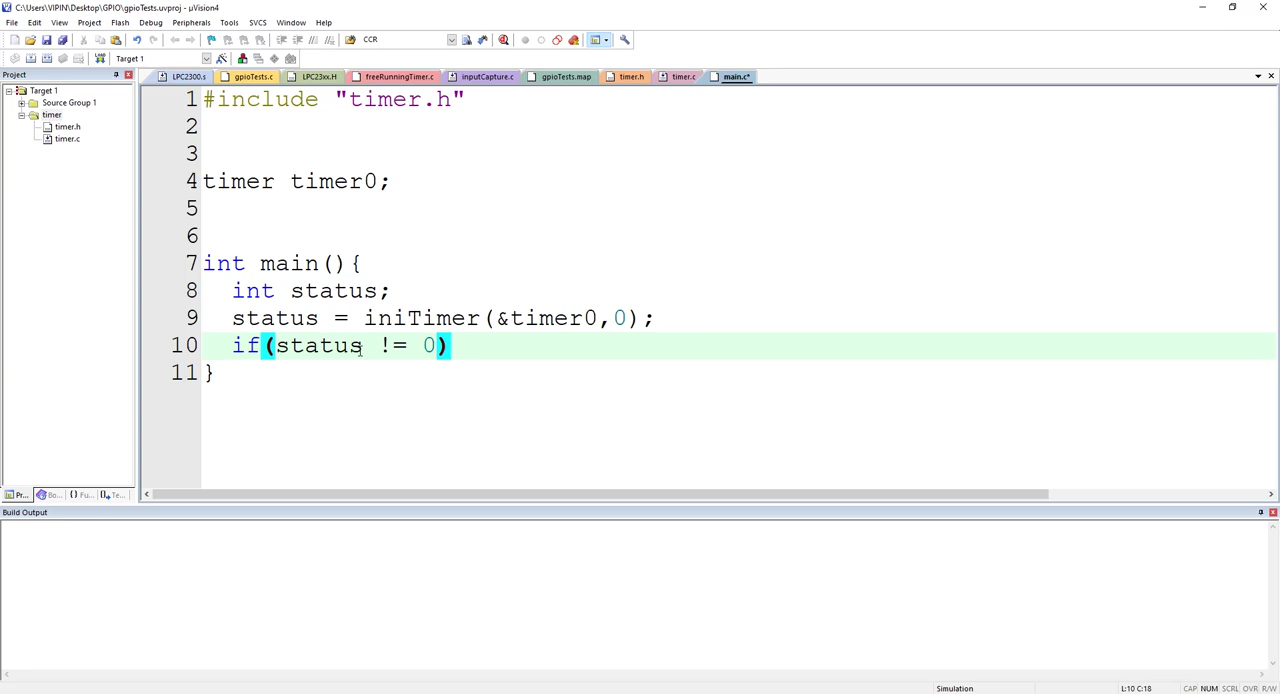 C:\Users\VIPIN\Desktop\GPIO\gpioTests.uvproj - µVision4
File Edit View Project Flash Debug Peripherals Tools SVCS Window Help
CCR
Target 1
Project
LPC2300.s gpioTests.c LPC23xx.H freeRunningTimer.c inputCapture.c gpioTests.map timer.h timer.c main.c*
Target 1
Source Group 1
timer
timer.h
timer.c
1 #include "timer.h"
2
3
4 timer timer0;
5
6
7 int main(){
8 int status;
9 status = iniTimer(&timer0,0);
10 if(status != 0)
11 }
Pr... Bo... {} Fu... Te...
Build Output
Simulation L:10 C:18 CAP NUM SCRL OVR R/W